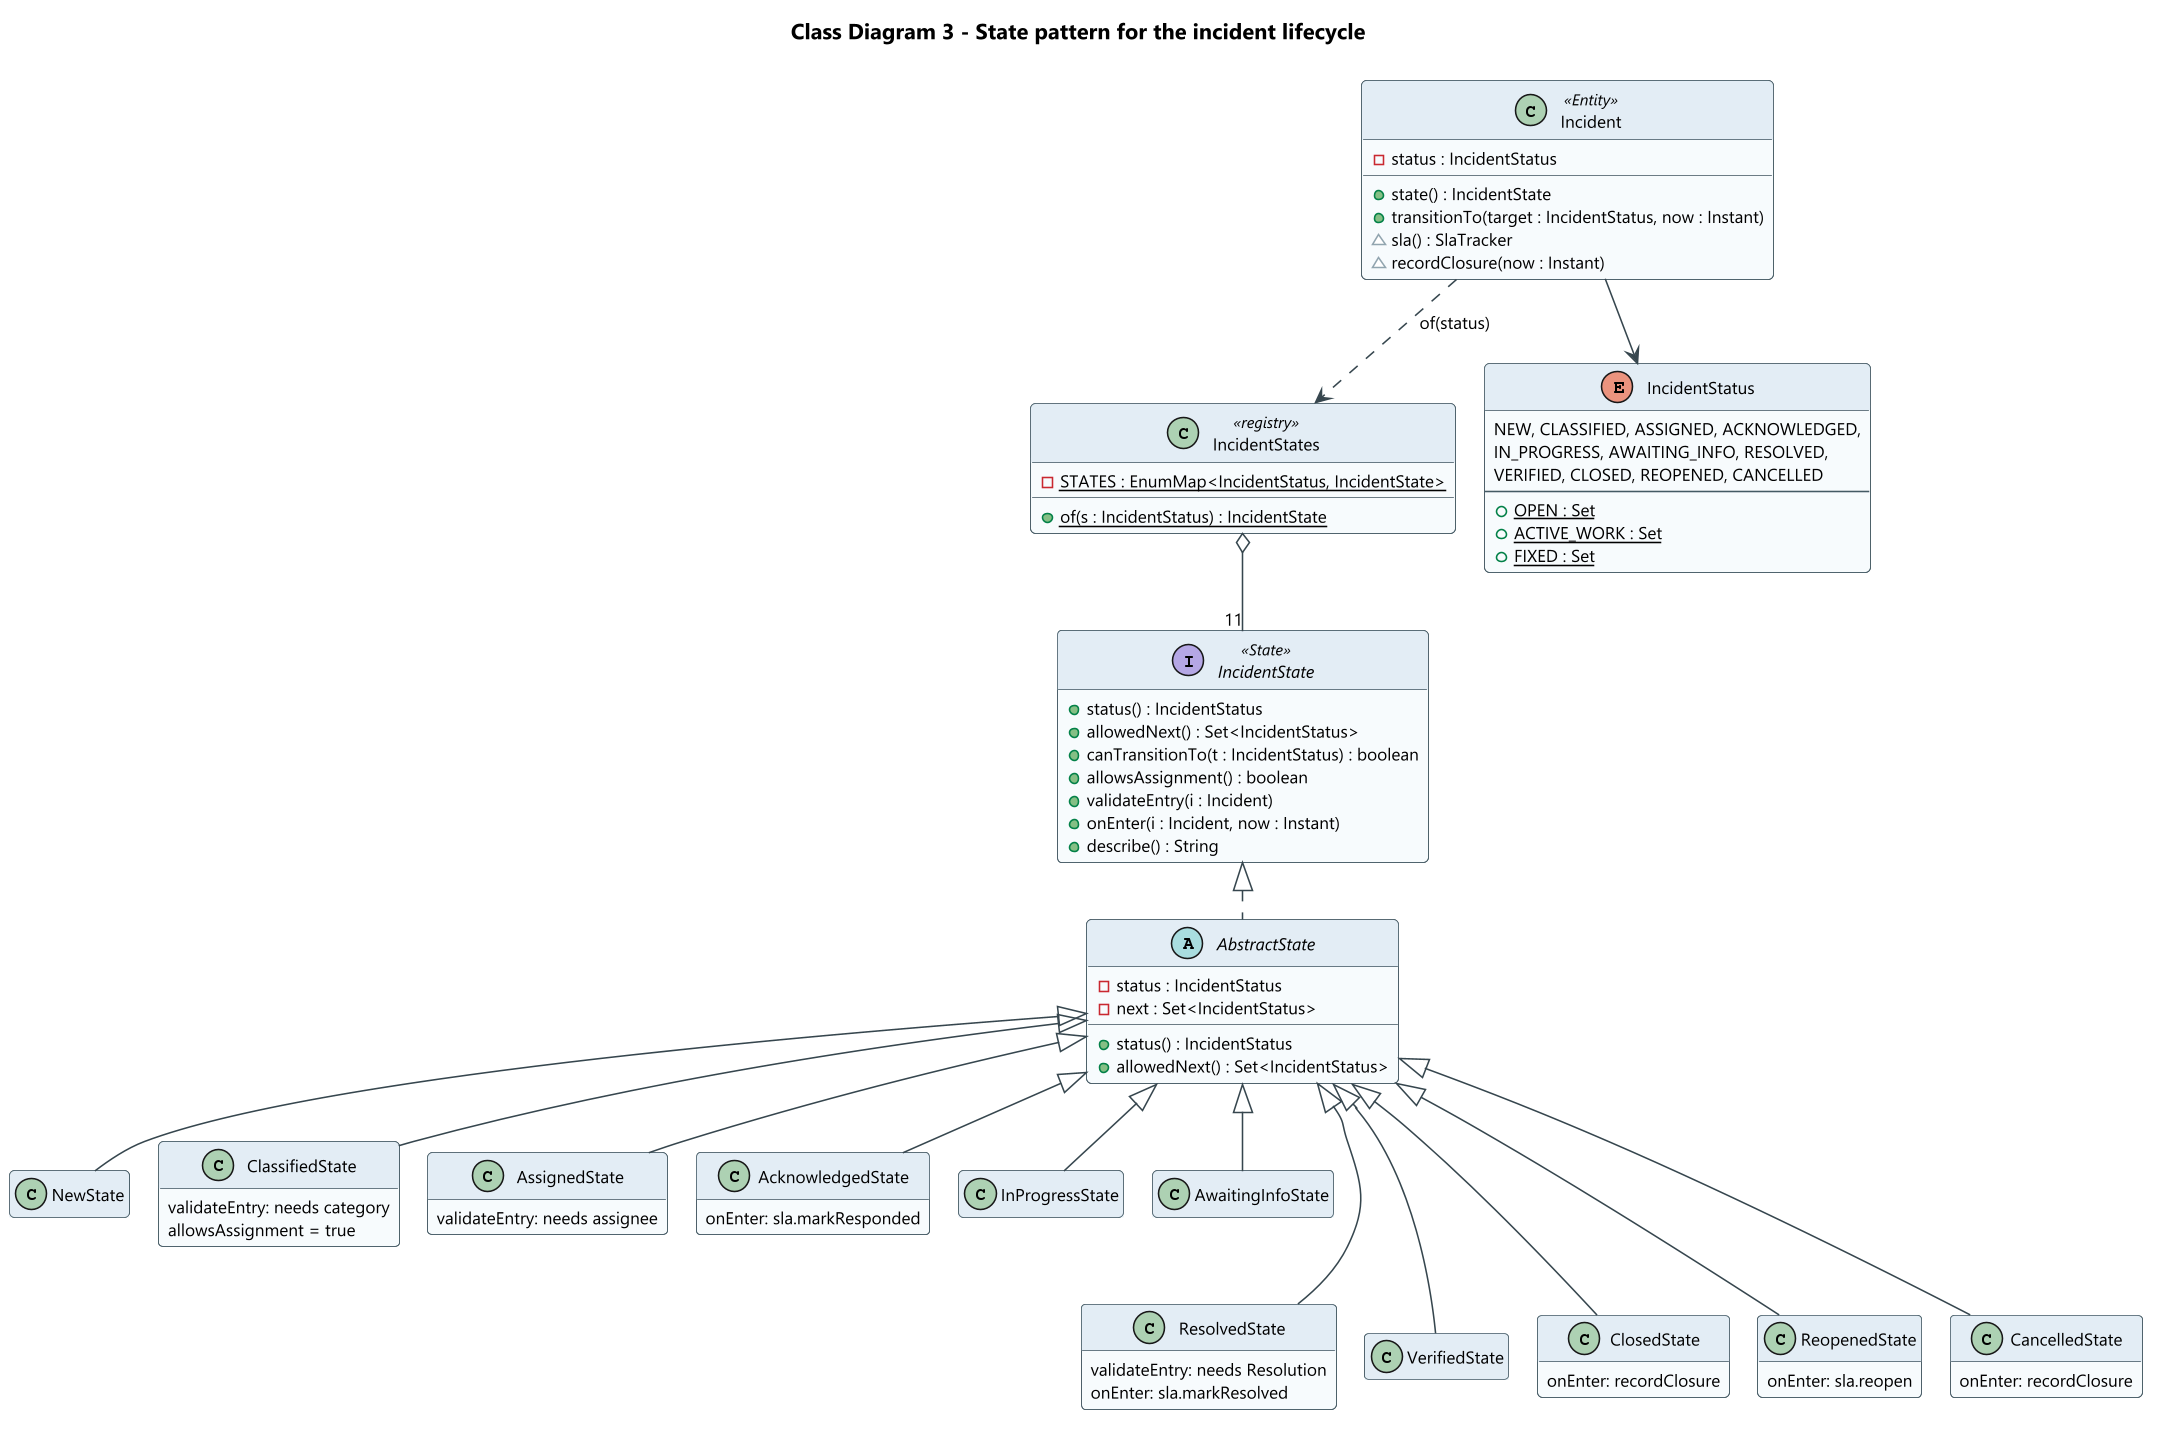 Class Diagram 3 - State pattern for the incident lifecycle
C
«Entity»
Incident
status : IncidentStatus
state() : IncidentState
transitionTo(target : IncidentStatus, now : Instant)
sla() : SlaTracker
recordClosure(now : Instant)
of(status)
E IncidentStatus
NEW, CLASSIFIED, ASSIGNED, ACKNOWLEDGED,
IN_PROGRESS, AWAITING_INFO, RESOLVED,
VERIFIED, CLOSED, REOPENED, CANCELLED
OPEN : Set
ACTIVE_WORK : Set
FIXED : Set
C
«registry»
IncidentStates
STATES : EnumMap<IncidentStatus, IncidentState>
of(s : IncidentStatus) : IncidentState
11
I
«State»
IncidentState
status() : IncidentStatus
allowedNext() : Set<IncidentStatus>
canTransitionTo(t : IncidentStatus) : boolean
allowsAssignment() : boolean
validateEntry(i : Incident)
onEnter(i : Incident, now : Instant)
describe() : String
A AbstractState
status : IncidentStatus
next : Set<IncidentStatus>
status() : IncidentStatus
allowedNext() : Set<IncidentStatus>
C NewState
C ClassifiedState
validateEntry: needs category
allowsAssignment = true
C AssignedState
validateEntry: needs assignee
C AcknowledgedState
onEnter: sla.markResponded
C InProgressState
C AwaitingInfoState
C ResolvedState
validateEntry: needs Resolution
onEnter: sla.markResolved
C VerifiedState
C ClosedState
onEnter: recordClosure
C ReopenedState
onEnter: sla.reopen
C CancelledState
onEnter: recordClosure